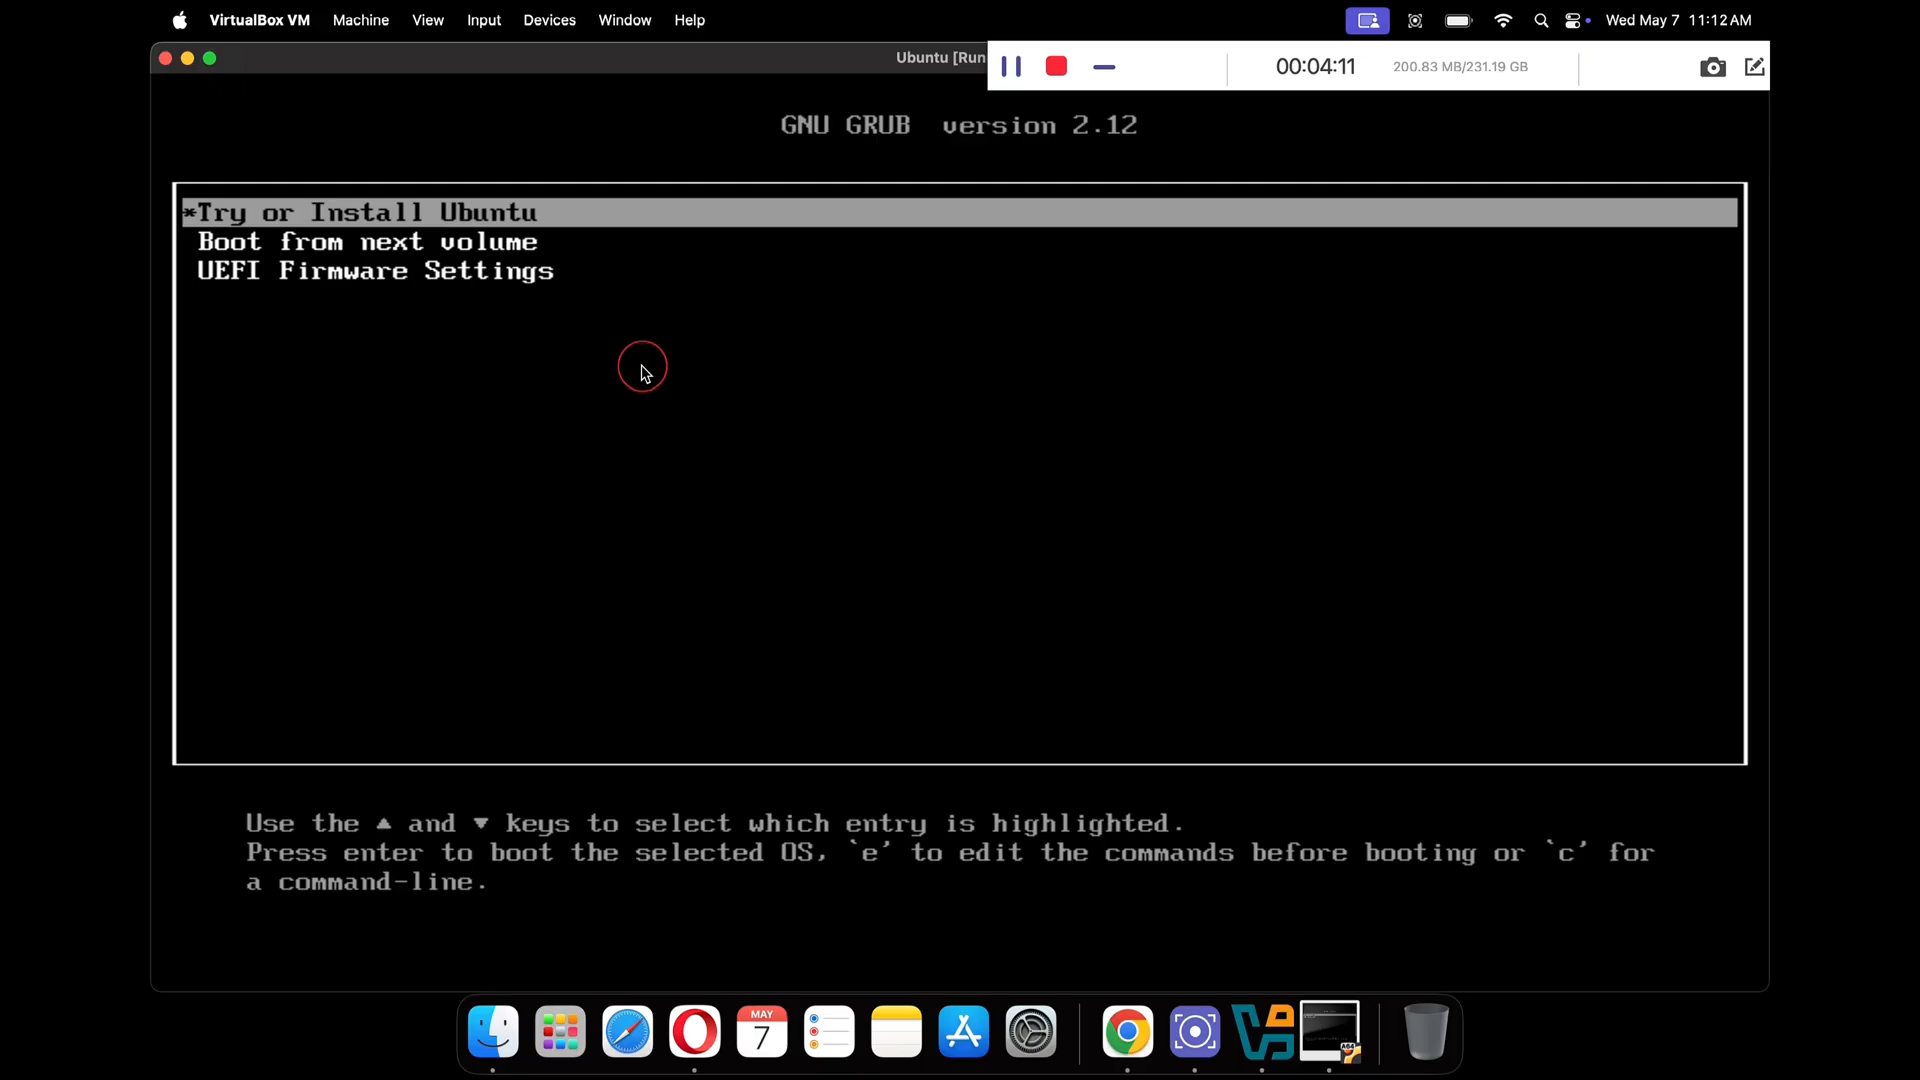 VirtualBox VM Machine View Input Devices Window Help Wed May 7 11:12 AM
Ubuntu [Run
00:04:11 200.83 MB/231.19 GB
GNU GRUB version 2.12
*Try or Install Ubuntu
Boot from next volume
UEFI Firmware Settings
Use the ▲ and ▼ keys to select which entry is highlighted.
Press enter to boot the selected OS, `e' to edit the commands before booting or `c' for
a command-line.
MAY
7
A64